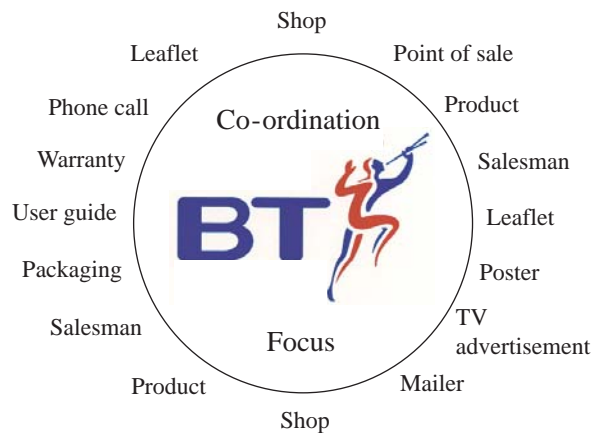 Shop
Leaflet
Point of sale
Phone call
Product
Co-ordination
Warranty
Salesman
BT
User guide
Leaflet
Packaging
Poster
Salesman
TV
advertisement
Focus
Product
Mailer
Shop